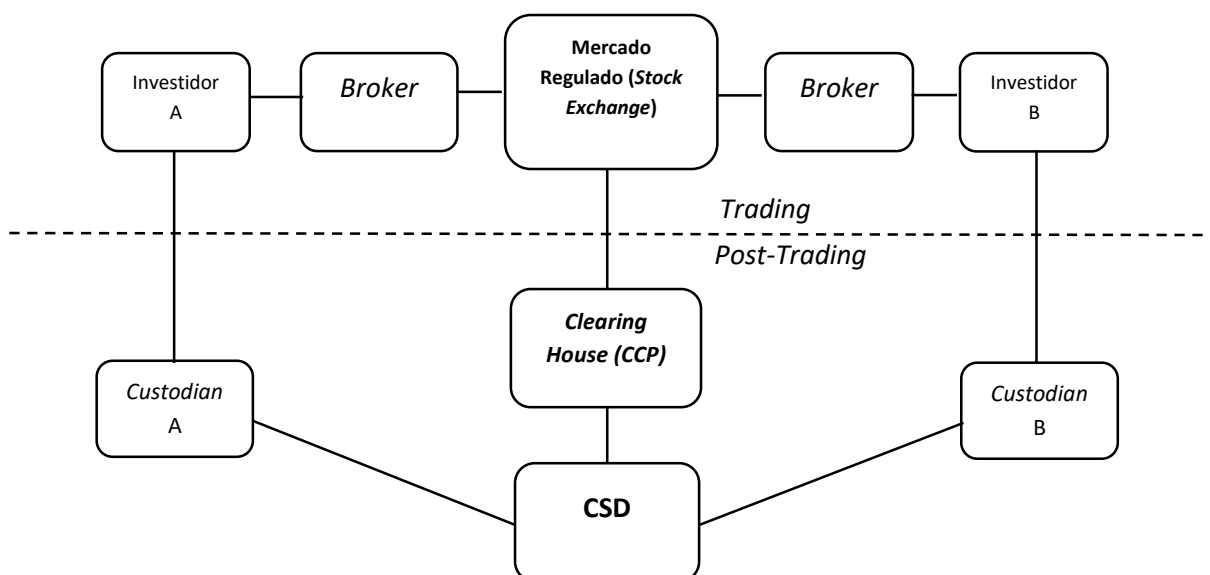 Investidor
A
Broker
Mercado
Regulado (Stock
Exchange)
Broker
Investidor
B
Trading
Post-Trading
Clearing
House (CCP)
Custodian
A
Custodian
B
CSD